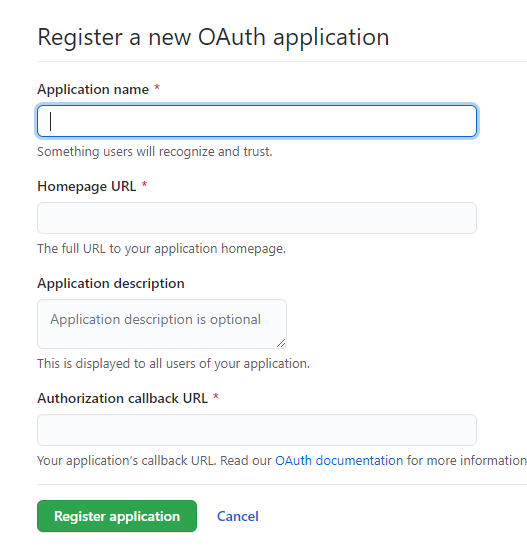 Register a new OAuth application
Application name *
Something users will recognize and trust.
Homepage URL *
The full URL to your application homepage.
Application description
Application description is optional
This is displayed to all users of your application.
Authorization callback URL *
Your application’s callback URL. Read our OAuth documentation for more information
Register application Cancel